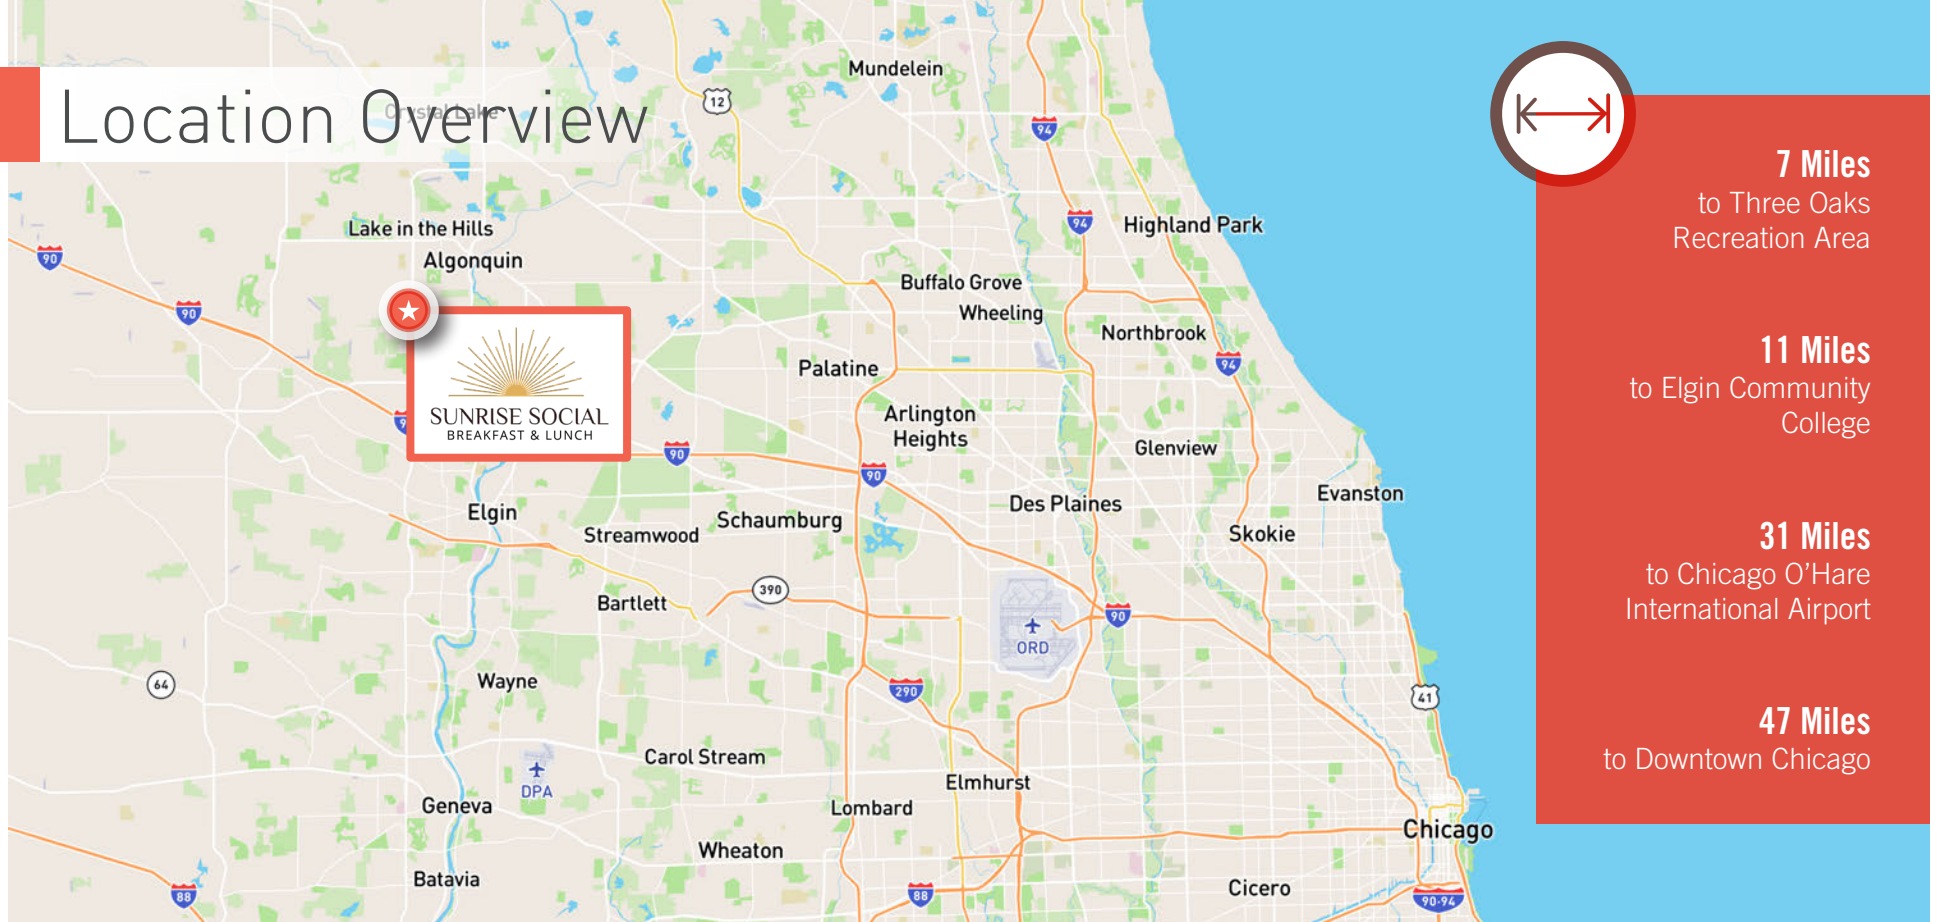 Location Overview
Crystal Lake
Mundelein
12
94
Lake in the Hills
94
Highland Park
90
Algonquin
Buffalo Grove
90
Wheeling
Northbrook
94
Palatine
SUNRISE SOCIAL
BREAKFAST & LUNCH
9
Arlington
Heights
90
90
Glenview
Elgin
Streamwood
Schaumburg
Des Plaines
Evanston
Skokie
390
Bartlett
90
ORD
64
Wayne
290
41
Carol Stream
DPA
Geneva
Elmhurst
Lombard
Chicago
Wheaton
Batavia
88
88
Cicero
90-94
7 Miles
to Three Oaks
Recreation Area
11 Miles
to Elgin Community
College
31 Miles
to Chicago O'Hare
International Airport
47 Miles
to Downtown Chicago